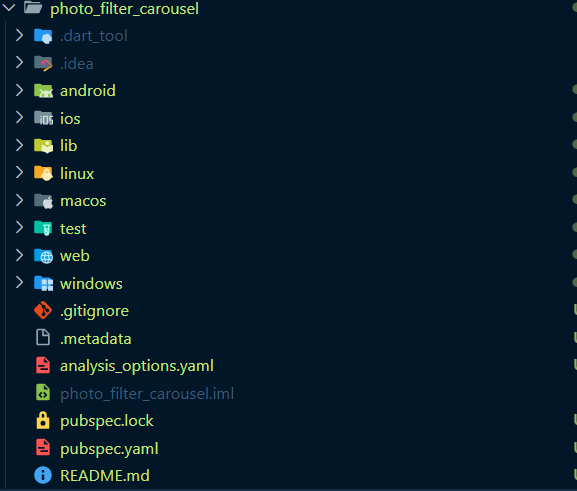 photo_filter_carousel
.dart_tool
.idea
android
ios
lib
linux
macos
test
web
windows
.gitignore
.metadata
analysis_options.yaml
photo_filter_carousel.iml
pubspec.lock
pubspec.yaml
README.md